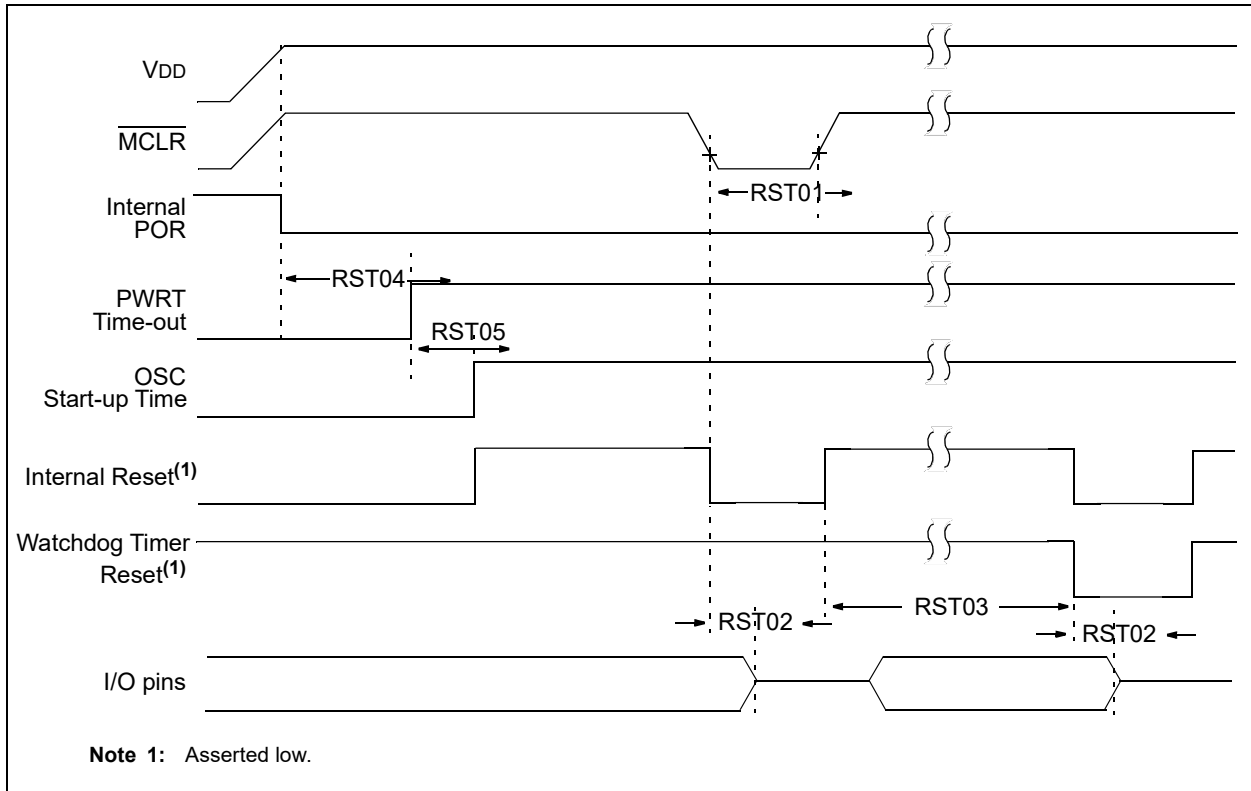 VDD
MCLR
RST01
Internal
POR
RST04
PWRT
Time-out
RST05
OSC
Start-up Time
Internal Reset(1)
Watchdog Timer
Reset(1)
RST03
RST02
RST02
I/O pins
Note 1: Asserted low.